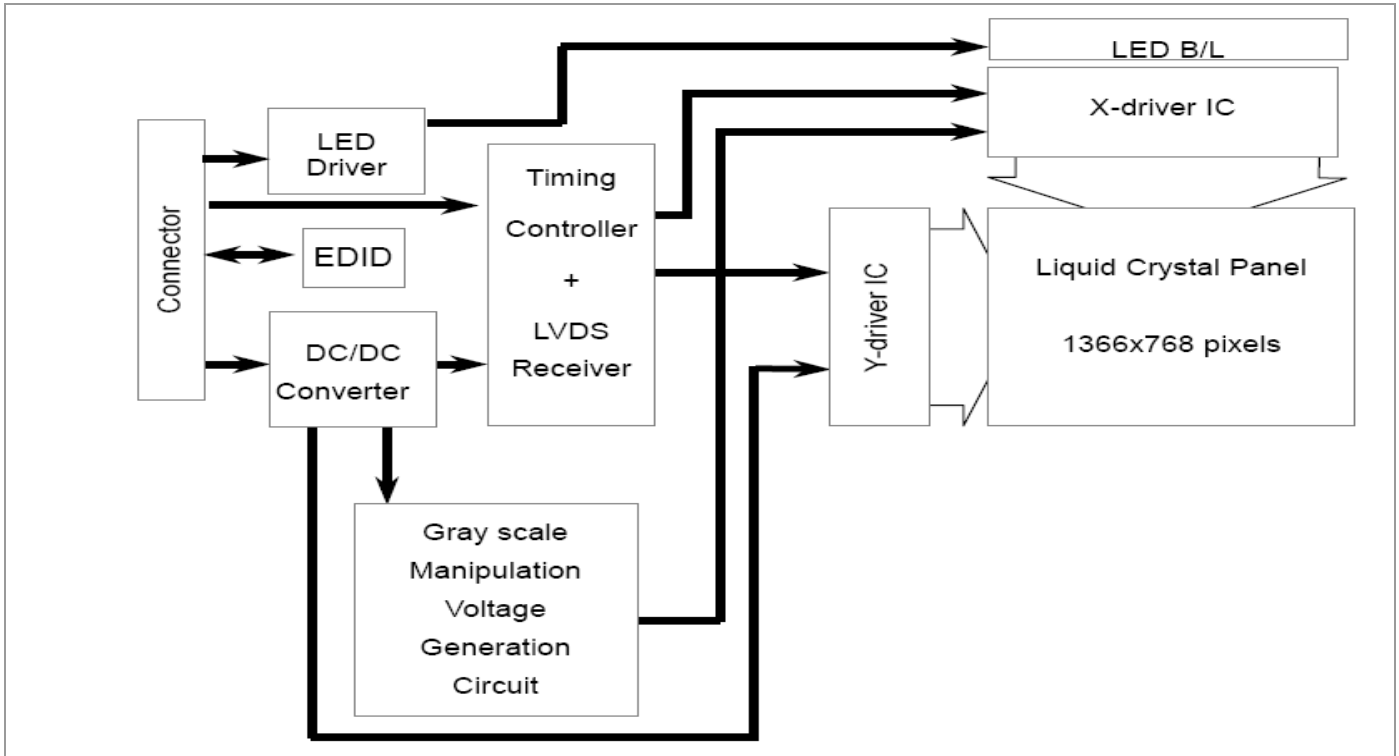 LED B/L
X-driver IC
LED
Driver
Timing
Controller
+
LVDS
Receiver
Connector
EDID
DC/DC
Converter
Y-driver IC
Liquid Crystal Panel
1366x768 pixels
Gray scale
Manipulation
Voltage
Generation
Circuit